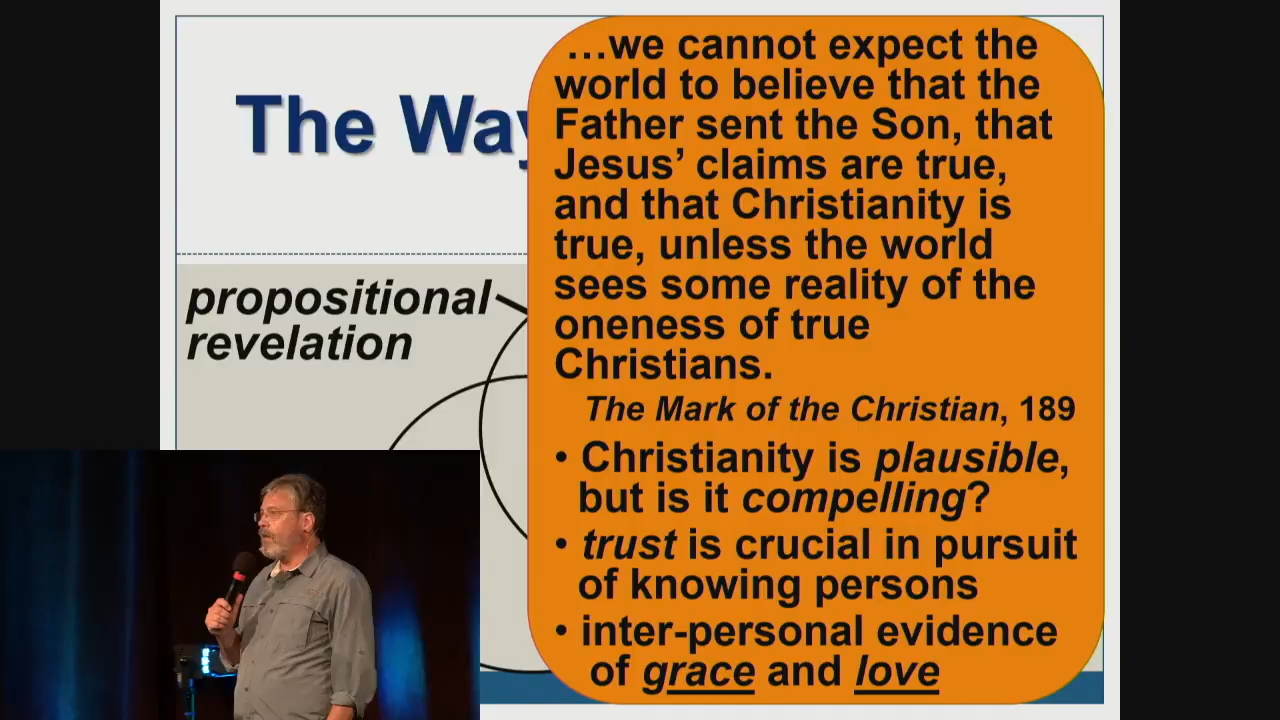 The Way
propositional
revelation
…we cannot expect the
world to believe that the
Father sent the Son, that
Jesus’ claims are true,
and that Christianity is
true, unless the world
sees some reality of the
oneness of true
Christians.
The Mark of the Christian, 189
• Christianity is plausible,
but is it compelling?
• trust is crucial in pursuit
of knowing persons
• inter-personal evidence
of grace and love